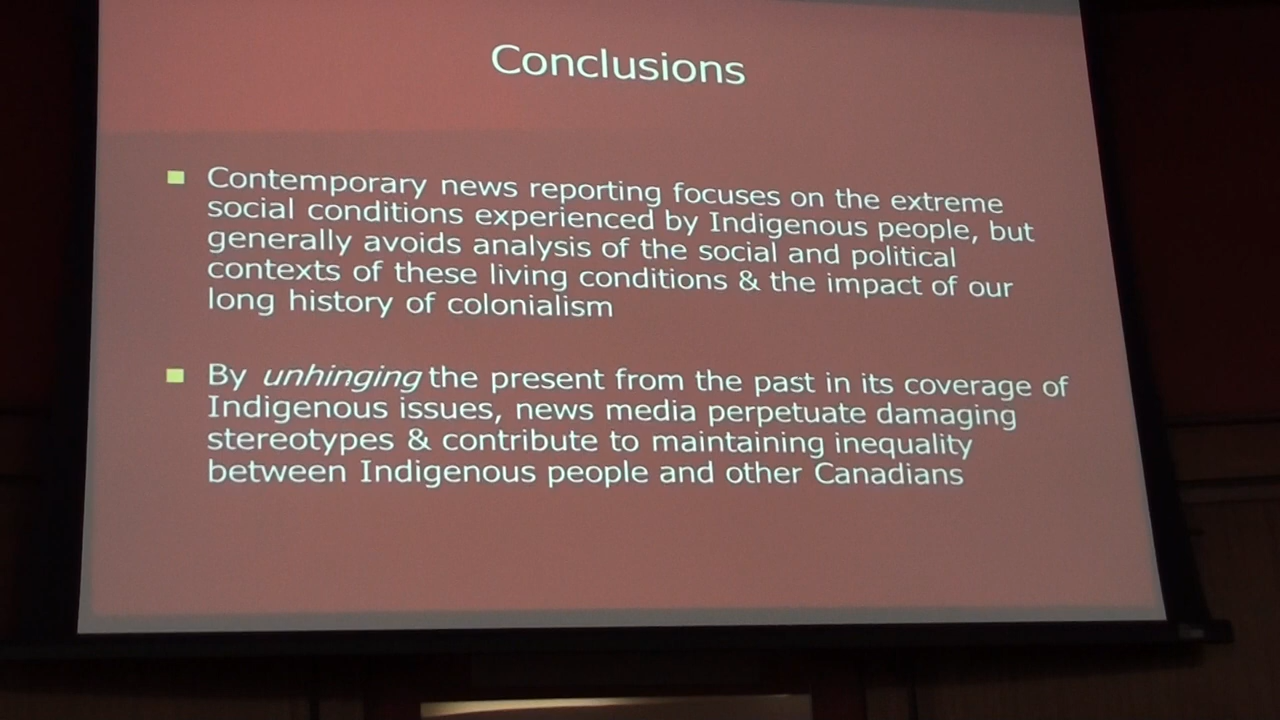 Conclusions
Contemporary news reporting focuses on the extreme
social conditions experienced by Indigenous people, but
generally avoids analysis of the social and political
contexts of these living conditions & the impact of our
long history of colonialism
By unhinging the present from the past in its coverage of
Indigenous issues, news media perpetuate damaging
stereotypes & contribute to maintaining inequality
between Indigenous people and other Canadians